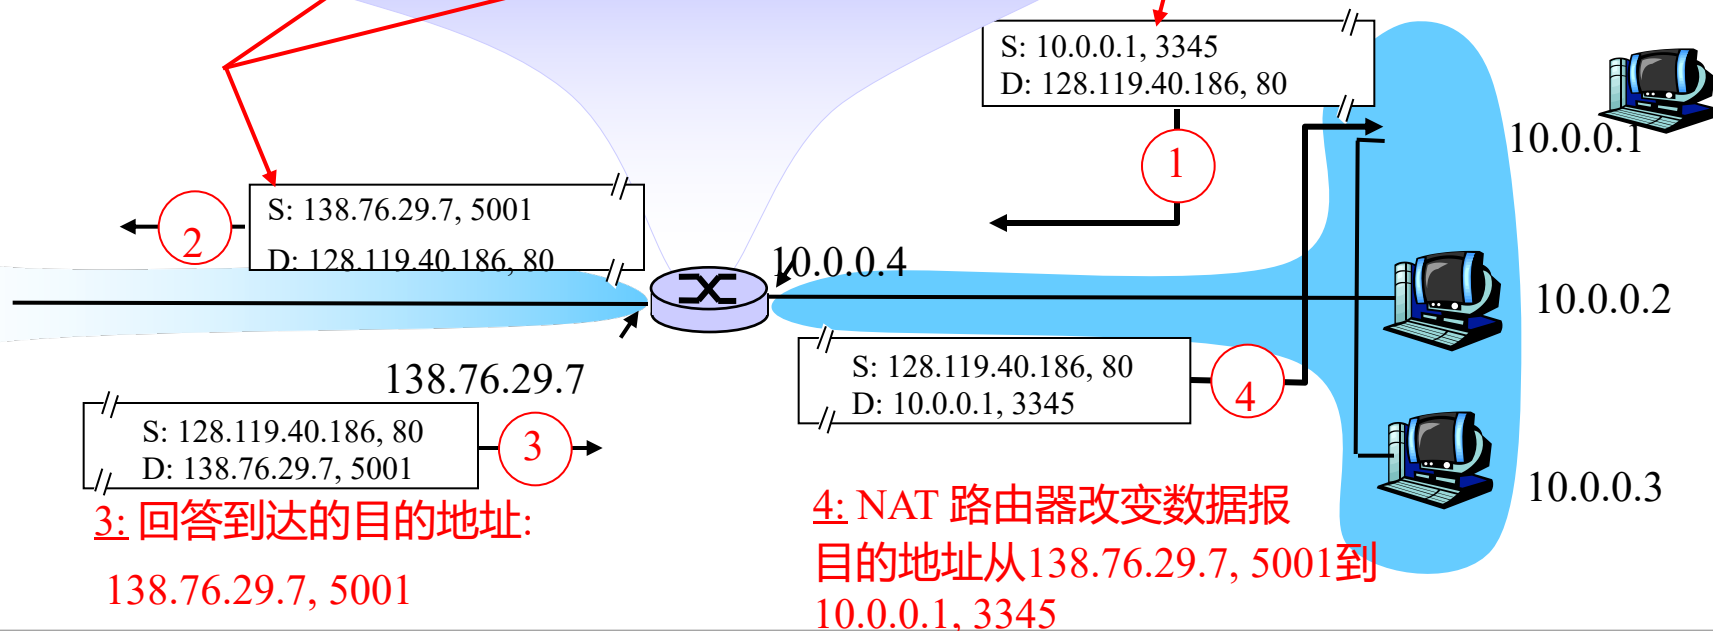 S: 10.0.0.1, 3345
D: 128.119.40.186, 80
1
10.0.0.1
S: 138.76.29.7, 5001
D: 128.119.40.186, 80
2
10.0.0.4
10.0.0.2
138.76.29.7
S: 128.119.40.186, 80
D: 10.0.0.1, 3345
4
S: 128.119.40.186, 80
D: 138.76.29.7, 5001
3
10.0.0.3
3: 回答到达的目的地址:
138.76.29.7, 5001
4: NAT 路由器改变数据报
目的地址从138.76.29.7, 5001到
10.0.0.1, 3345